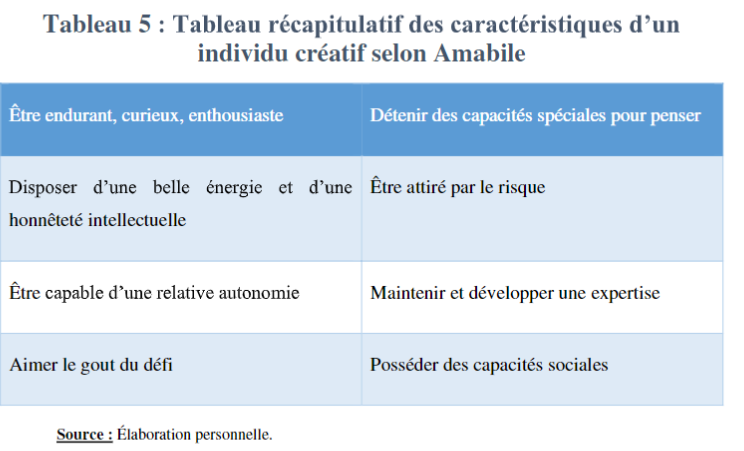 Tableau 5 : Tableau récapitulatif des caractéristiques d’un
individu créatif selon Amabile
Être endurant, curieux, enthousiaste
Détenir des capacités spéciales pour penser
Disposer d’une belle énergie et d’une
honnêteté intellectuelle
Être attiré par le risque
Être capable d’une relative autonomie
Maintenir et développer une expertise
Aimer le gout du défi
Posséder des capacités sociales
Source : Élaboration personnelle.